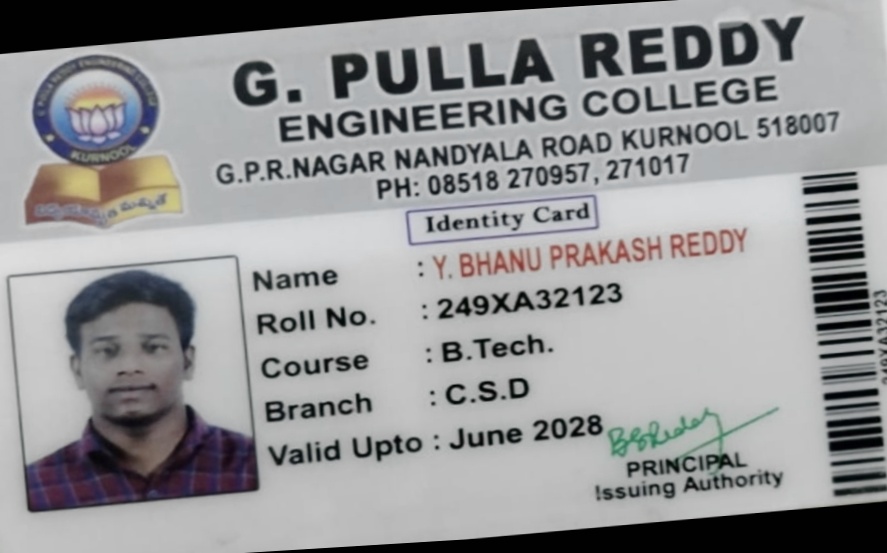 G. PULLA REDDY
ENGINEERING COLLEGE
G.P.R.NAGAR NANDYALA ROAD KURNOOL 518007
PH: 08518 270957, 271017
KURNOOL
Identity Card
Name : Y. BHANU PRAKASH REDDY
Roll No. : 249XA32123
Course : B.Tech.
Branch : C.S.D
Valid Upto : June 2028
PRINCIPAL
Issuing Authority
249XA32123